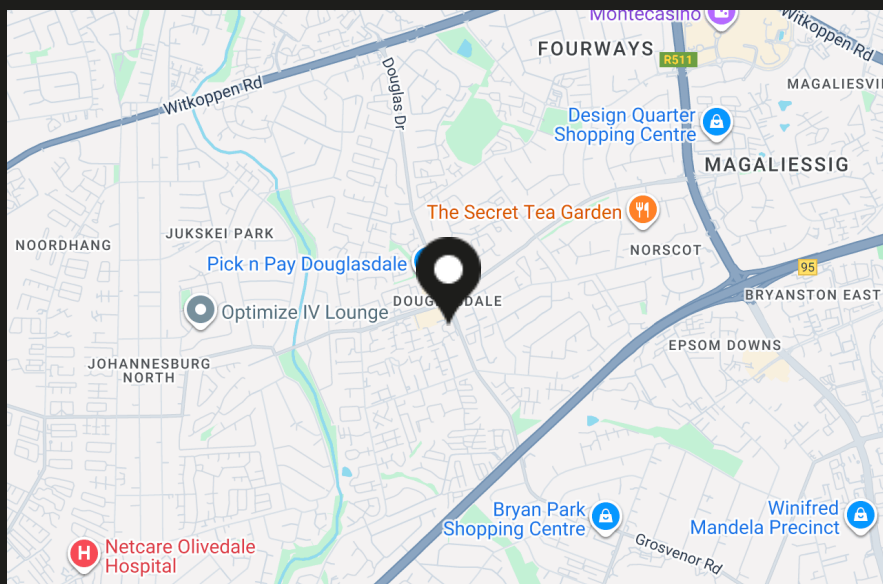 Montecasino
Witkoppen Rd
FOURWAYS
R511
Douglas Dr
MAGALIESVI
Witkoppen Rd
Design Quarter
Shopping Centre
MAGALIESSIG
The Secret Tea Garden
JUKSKEI PARK
NOORDHANG
NORSCOT
Pick n Pay Douglasdale
95
DOUG
DALE
BRYANSTON EAST
Optimize IV Lounge
EPSOM DOWNS
JOHANNESBURG
NORTH
Bryan Park
Shopping Centre
Winifred
Mandela Precinct
Grosvenor Rd
H
Netcare Olivedale
Hospital